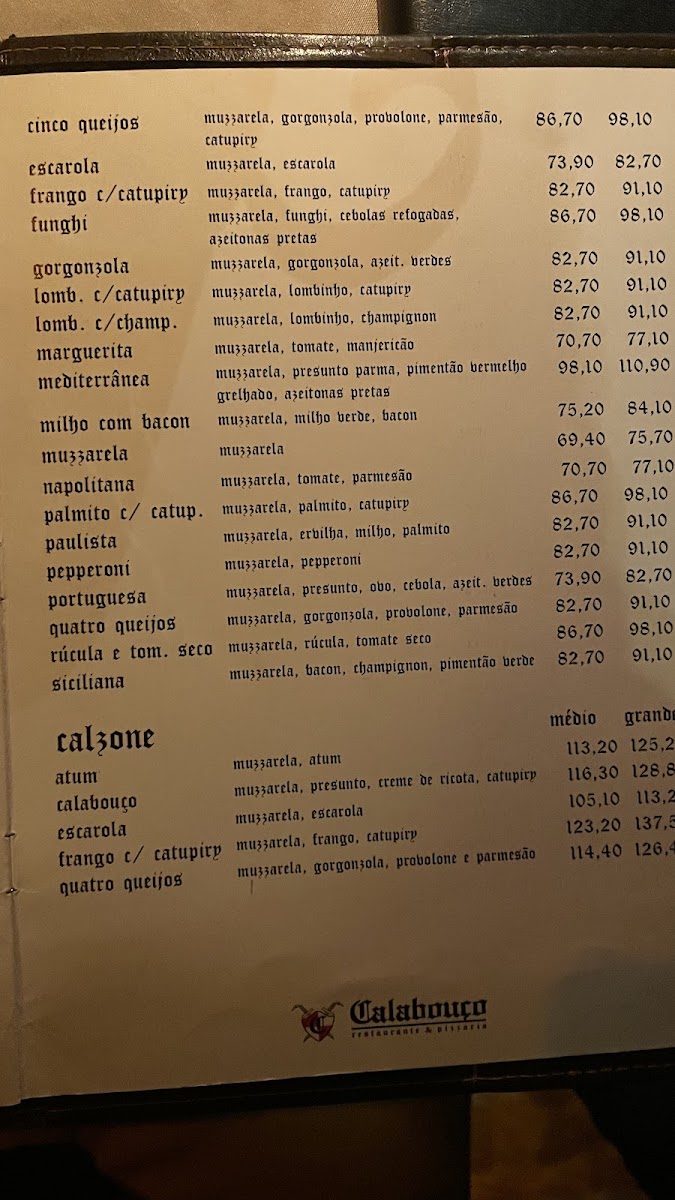 cinco queijos muzzarela, gorgonzola, provolone, parmesão, 86,70 98,10
catupiry
escarola muzzarela, escarola 73,90 82,70
frango c/catupiry muzzarela, frango, catupiry 82,70 91,10
funghi muzzarela, funghi, cebolas refogadas, 86,70 98,10
azeitonas pretas
gorgonzola muzzarela, gorgonzola, azeit. verdes 82,70 91,10
lomb. c/catupiry muzzarela, lombinho, catupiry 82,70 91,10
lomb. c/champ. muzzarela, lombinho, champignon 82,70 91,10
marguerita muzzarela, tomate, manjericão 70,70 77,10
mediterrânea muzzarela, presunto parma, pimentão vermelho 98,10 110,90
grelhado, azeitonas pretas
milho com bacon muzzarela, milho verde, bacon 75,20 84,10
muzzarela muzzarela 69,40 75,70
napolitana muzzarela, tomate, parmesão 70,70 77,10
palmito c/ catup. muzzarela, palmito, catupiry 86,70 98,10
paulista muzzarela, ervilha, milho, palmito 82,70 91,10
pepperoni muzzarela, pepperoni 82,70 91,10
portuguesa muzzarela, presunto, ovo, cebola, azeit. verdes 73,90 82,70
quatro queijos muzzarela, gorgonzola, provolone, parmesão 82,70 91,10
rúcula e tom. seco muzzarela, rúcula, tomate seco 86,70 98,10
siciliana muzzarela, bacon, champignon, pimentão verde 82,70 91,10
calzone médio grande
atum muzzarela, atum 113,20 125,2
calabouço muzzarela, presunto, creme de ricota, catupiry 116,30 128,8
escarola muzzarela, escarola 105,10 113,2
frango c/ catupiry muzzarela, frango, catupiry 123,20 137,5
quatro queijos muzzarela, gorgonzola, provolone e parmesão 114,40 126,4
C Calabouço
restaurante & pizzaria